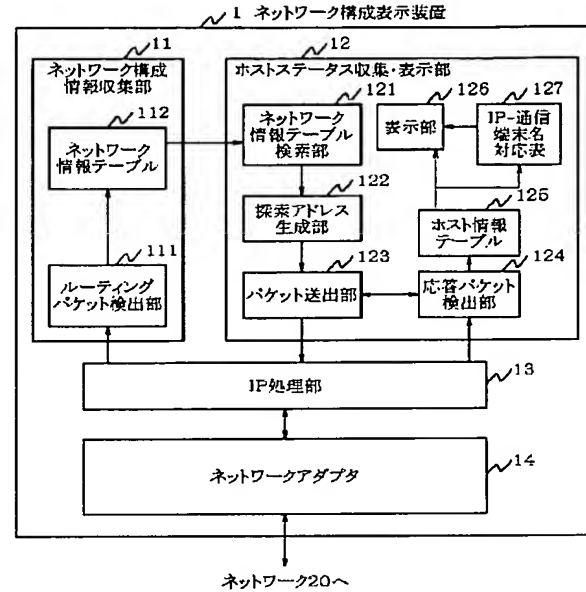 1 ネットワーク構成表示装置
11
ネットワーク構成
情報収集部
112
ネットワーク
情報テーブル
111
ルーティング
パケット検出部
12
ホストステータス収集・表示部
121
ネットワーク
情報テーブル
検索部
122
探索アドレス
生成部
123
パケット送出部
126
表示部
127
IP-通信
端末名
対応表
125
ホスト情報
テーブル
124
応答パケット
検出部
IP処理部
13
ネットワークアダプタ
14
ネットワーク20へ